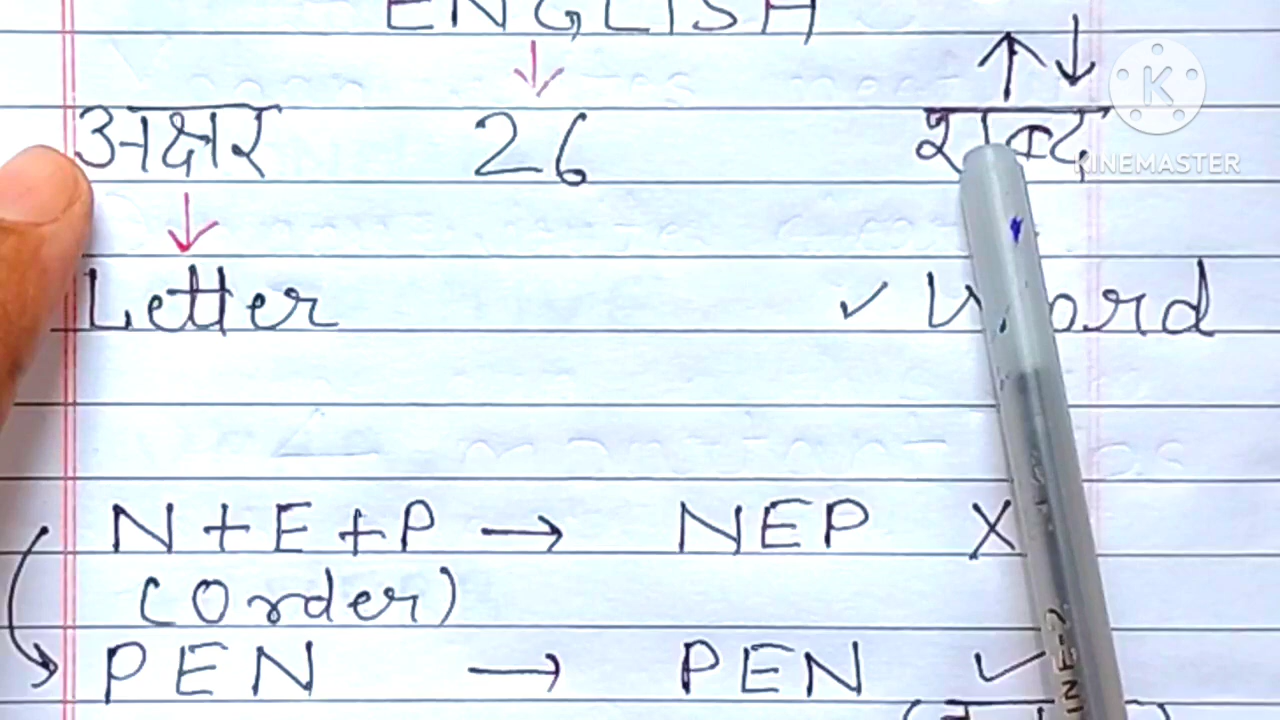 ENGLISH
अक्षर 26 शब्द
KINEMASTER
Letter ✓ Word
N + E + P → NEP X
(Order)
PEN → PEN ✓